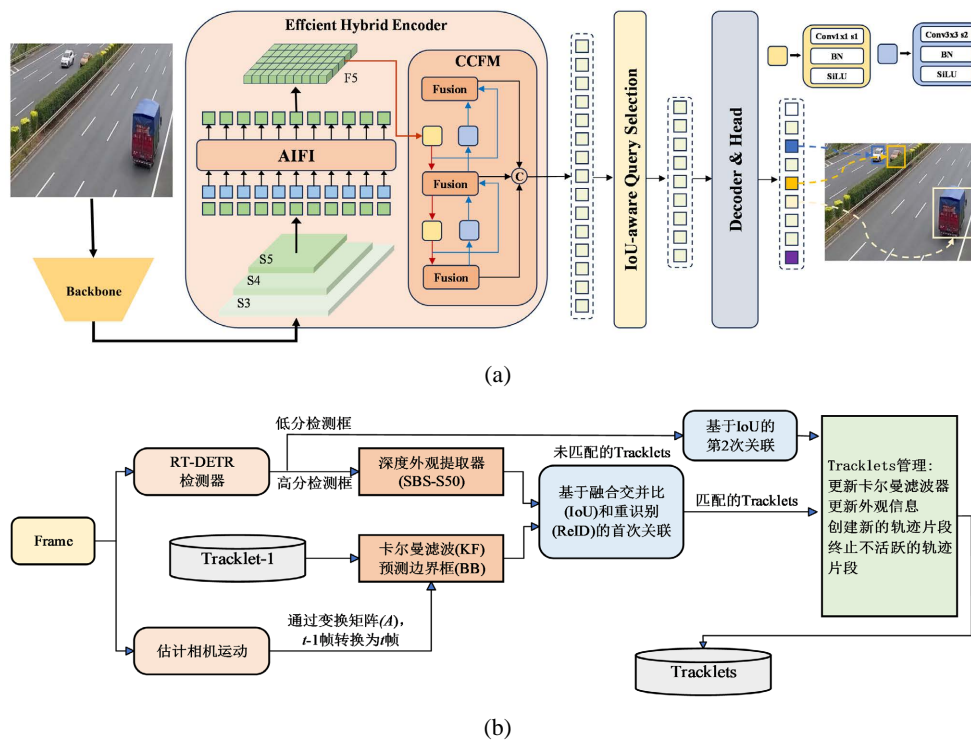 Effcient Hybrid Encoder
F5
CCFM
Fusion
AIFI
Fusion
C
Fusion
S5
S4
S3
Backbone
IoU-aware Query Selection
Decoder & Head
Conv1x1 s1
BN
SiLU
Conv3x3 s2
BN
SiLU
(a)
低分检测框
RT-DETR
检测器
高分检测框
深度外观提取器
(SBS-S50)
未匹配的Tracklets
基于IoU的
第2次关联
基于融合交并比
(IoU)和重识别
(ReID)的首次关联
匹配的Tracklets
Tracklets管理:
更新卡尔曼滤波器
更新外观信息
创建新的轨迹片段
终止不活跃的轨迹
片段
Frame
Tracklet-1
卡尔曼滤波(KF)
预测边界框(BB)
估计相机运动
通过变换矩阵(A),
t-1帧转换为t帧
Tracklets
(b)